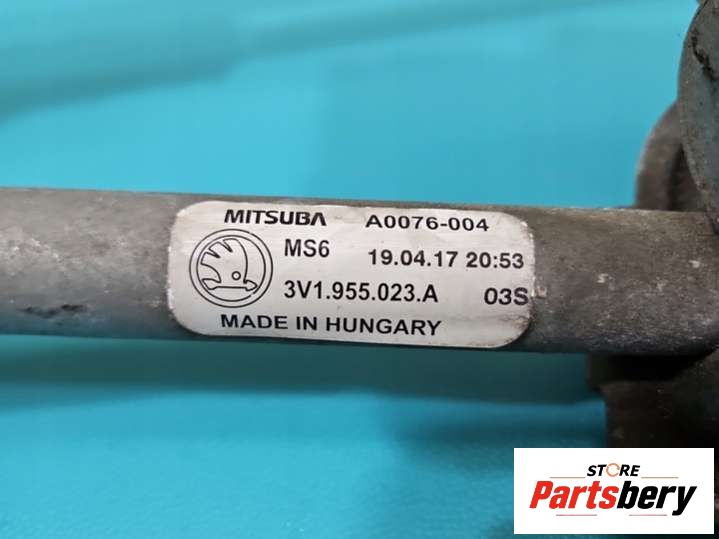 MITSUBA A0076-004
MS6 19.04.17 20:53
3V1.955.023.A 03S
MADE IN HUNGARY
STORE
Partsbery